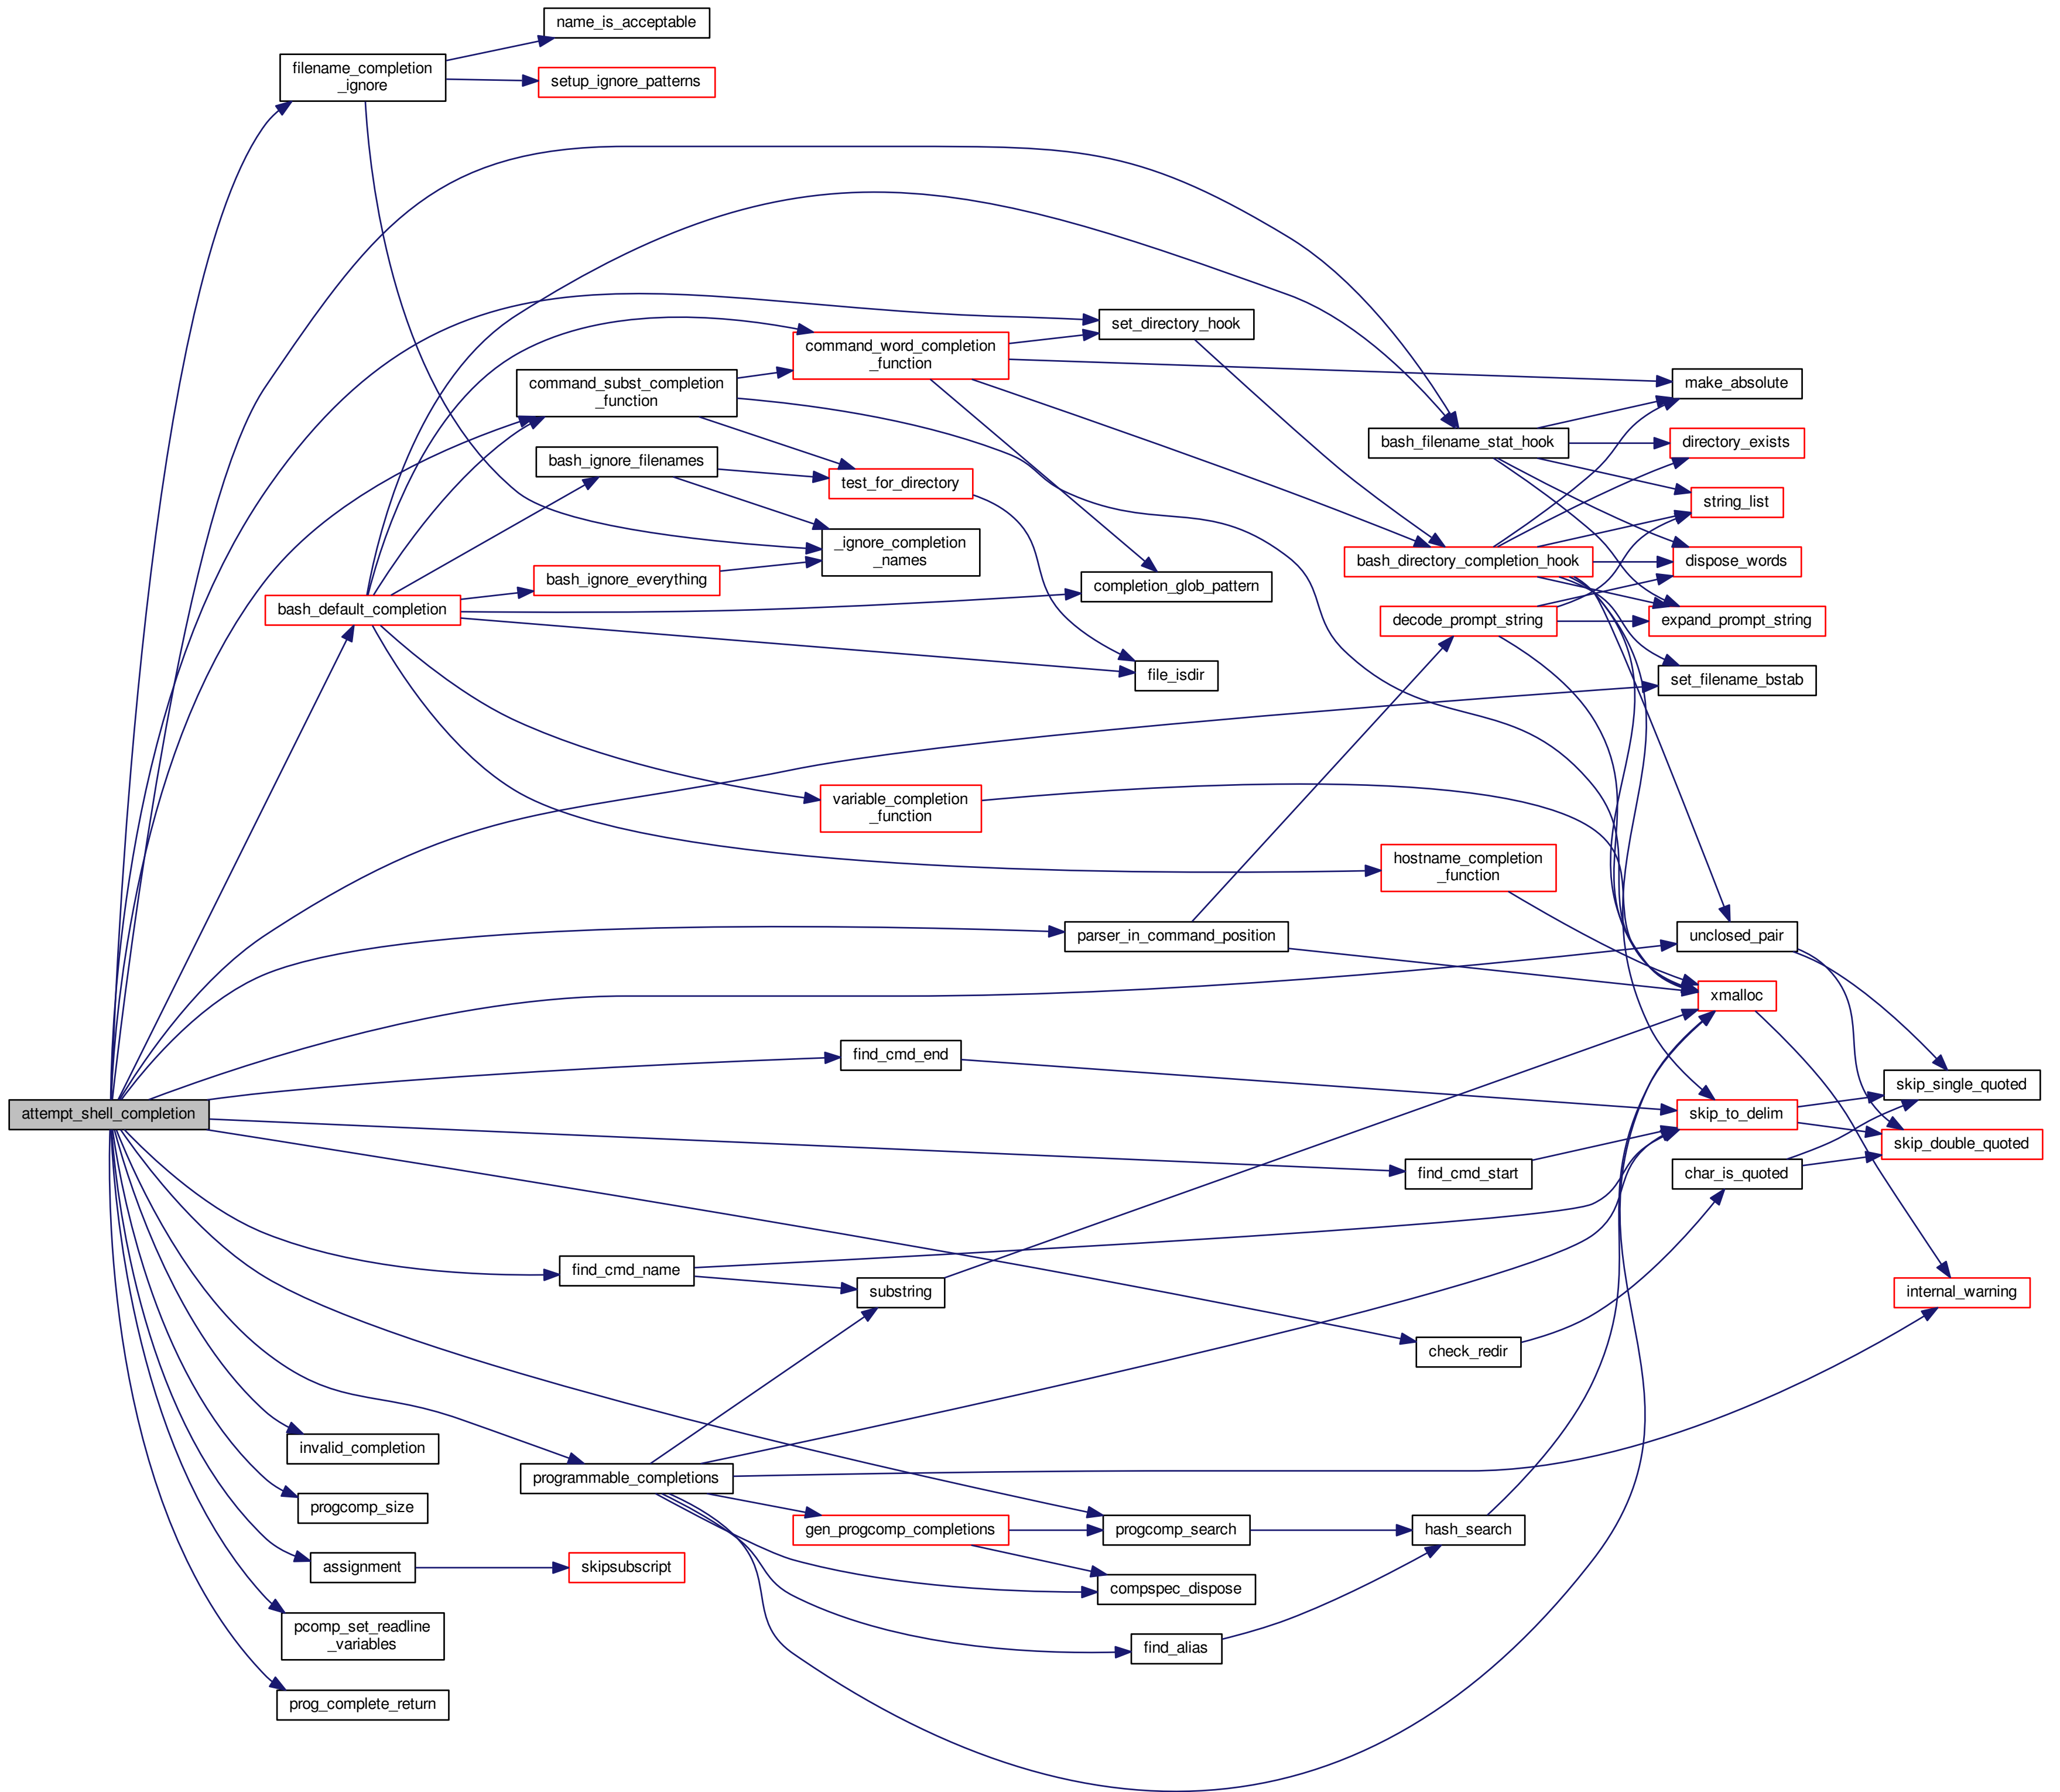 name_is_acceptable
filename_completion
_ignore
setup_ignore_patterns
set_directory_hook
command_word_completion
_function
make_absolute
command_subst_completion
_function
bash_filename_stat_hook
directory_exists
bash_ignore_filenames
test_for_directory
string_list
_ignore_completion
_names
bash_directory_completion_hook
dispose_words
bash_ignore_everything
completion_glob_pattern
bash_default_completion
decode_prompt_string
expand_prompt_string
file_isdir
set_filename_bstab
variable_completion
_function
hostname_completion
_function
parser_in_command_position
unclosed_pair
xmalloc
find_cmd_end
skip_single_quoted
attempt_shell_completion
skip_to_delim
skip_double_quoted
find_cmd_start
char_is_quoted
find_cmd_name
substring
internal_warning
check_redir
invalid_completion
programmable_completions
progcomp_size
gen_progcomp_completions
progcomp_search
hash_search
assignment
skipsubscript
compspec_dispose
pcomp_set_readline
_variables
find_alias
prog_complete_return